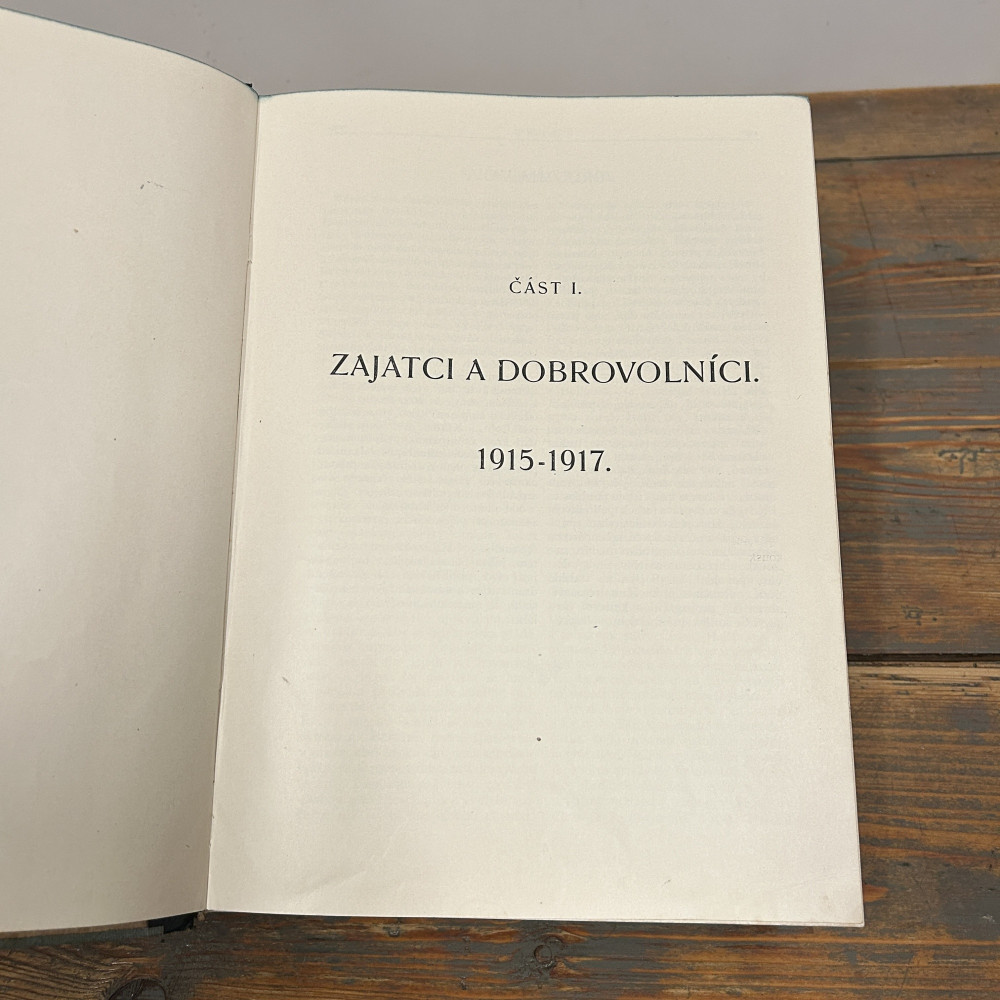 ČÁST I.
ZAJATCI A DOBROVOLNÍCI.
1915-1917.